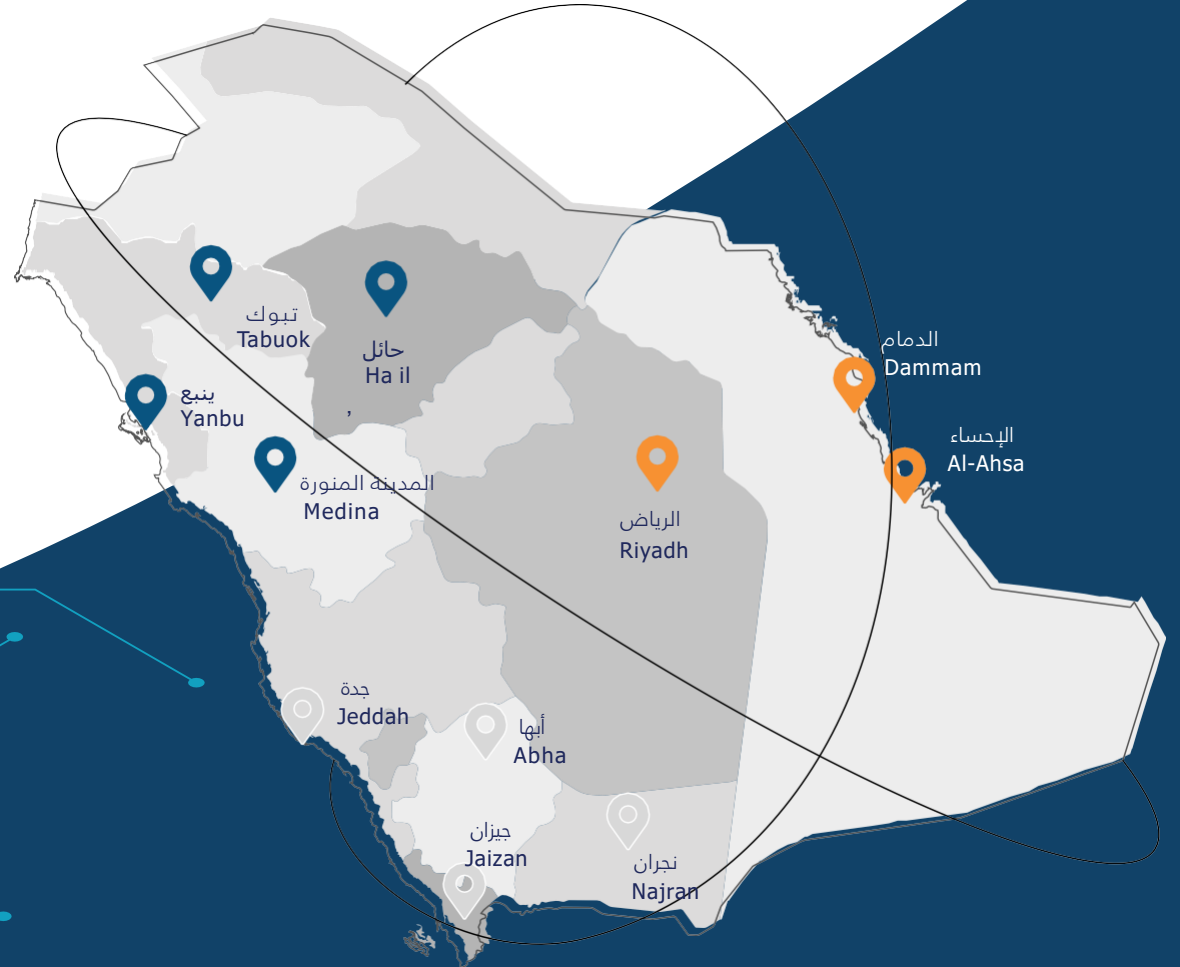 تبوك
Tabuok
حائل
Ha il
,
ينبع
Yanbu
المدينة المنورة
Medina
الدمام
Dammam
الإحساء
Al-Ahsa
الرياض
Riyadh
جدة
Jeddah
أبها
Abha
جيزان
Jaizan
نجران
Najran